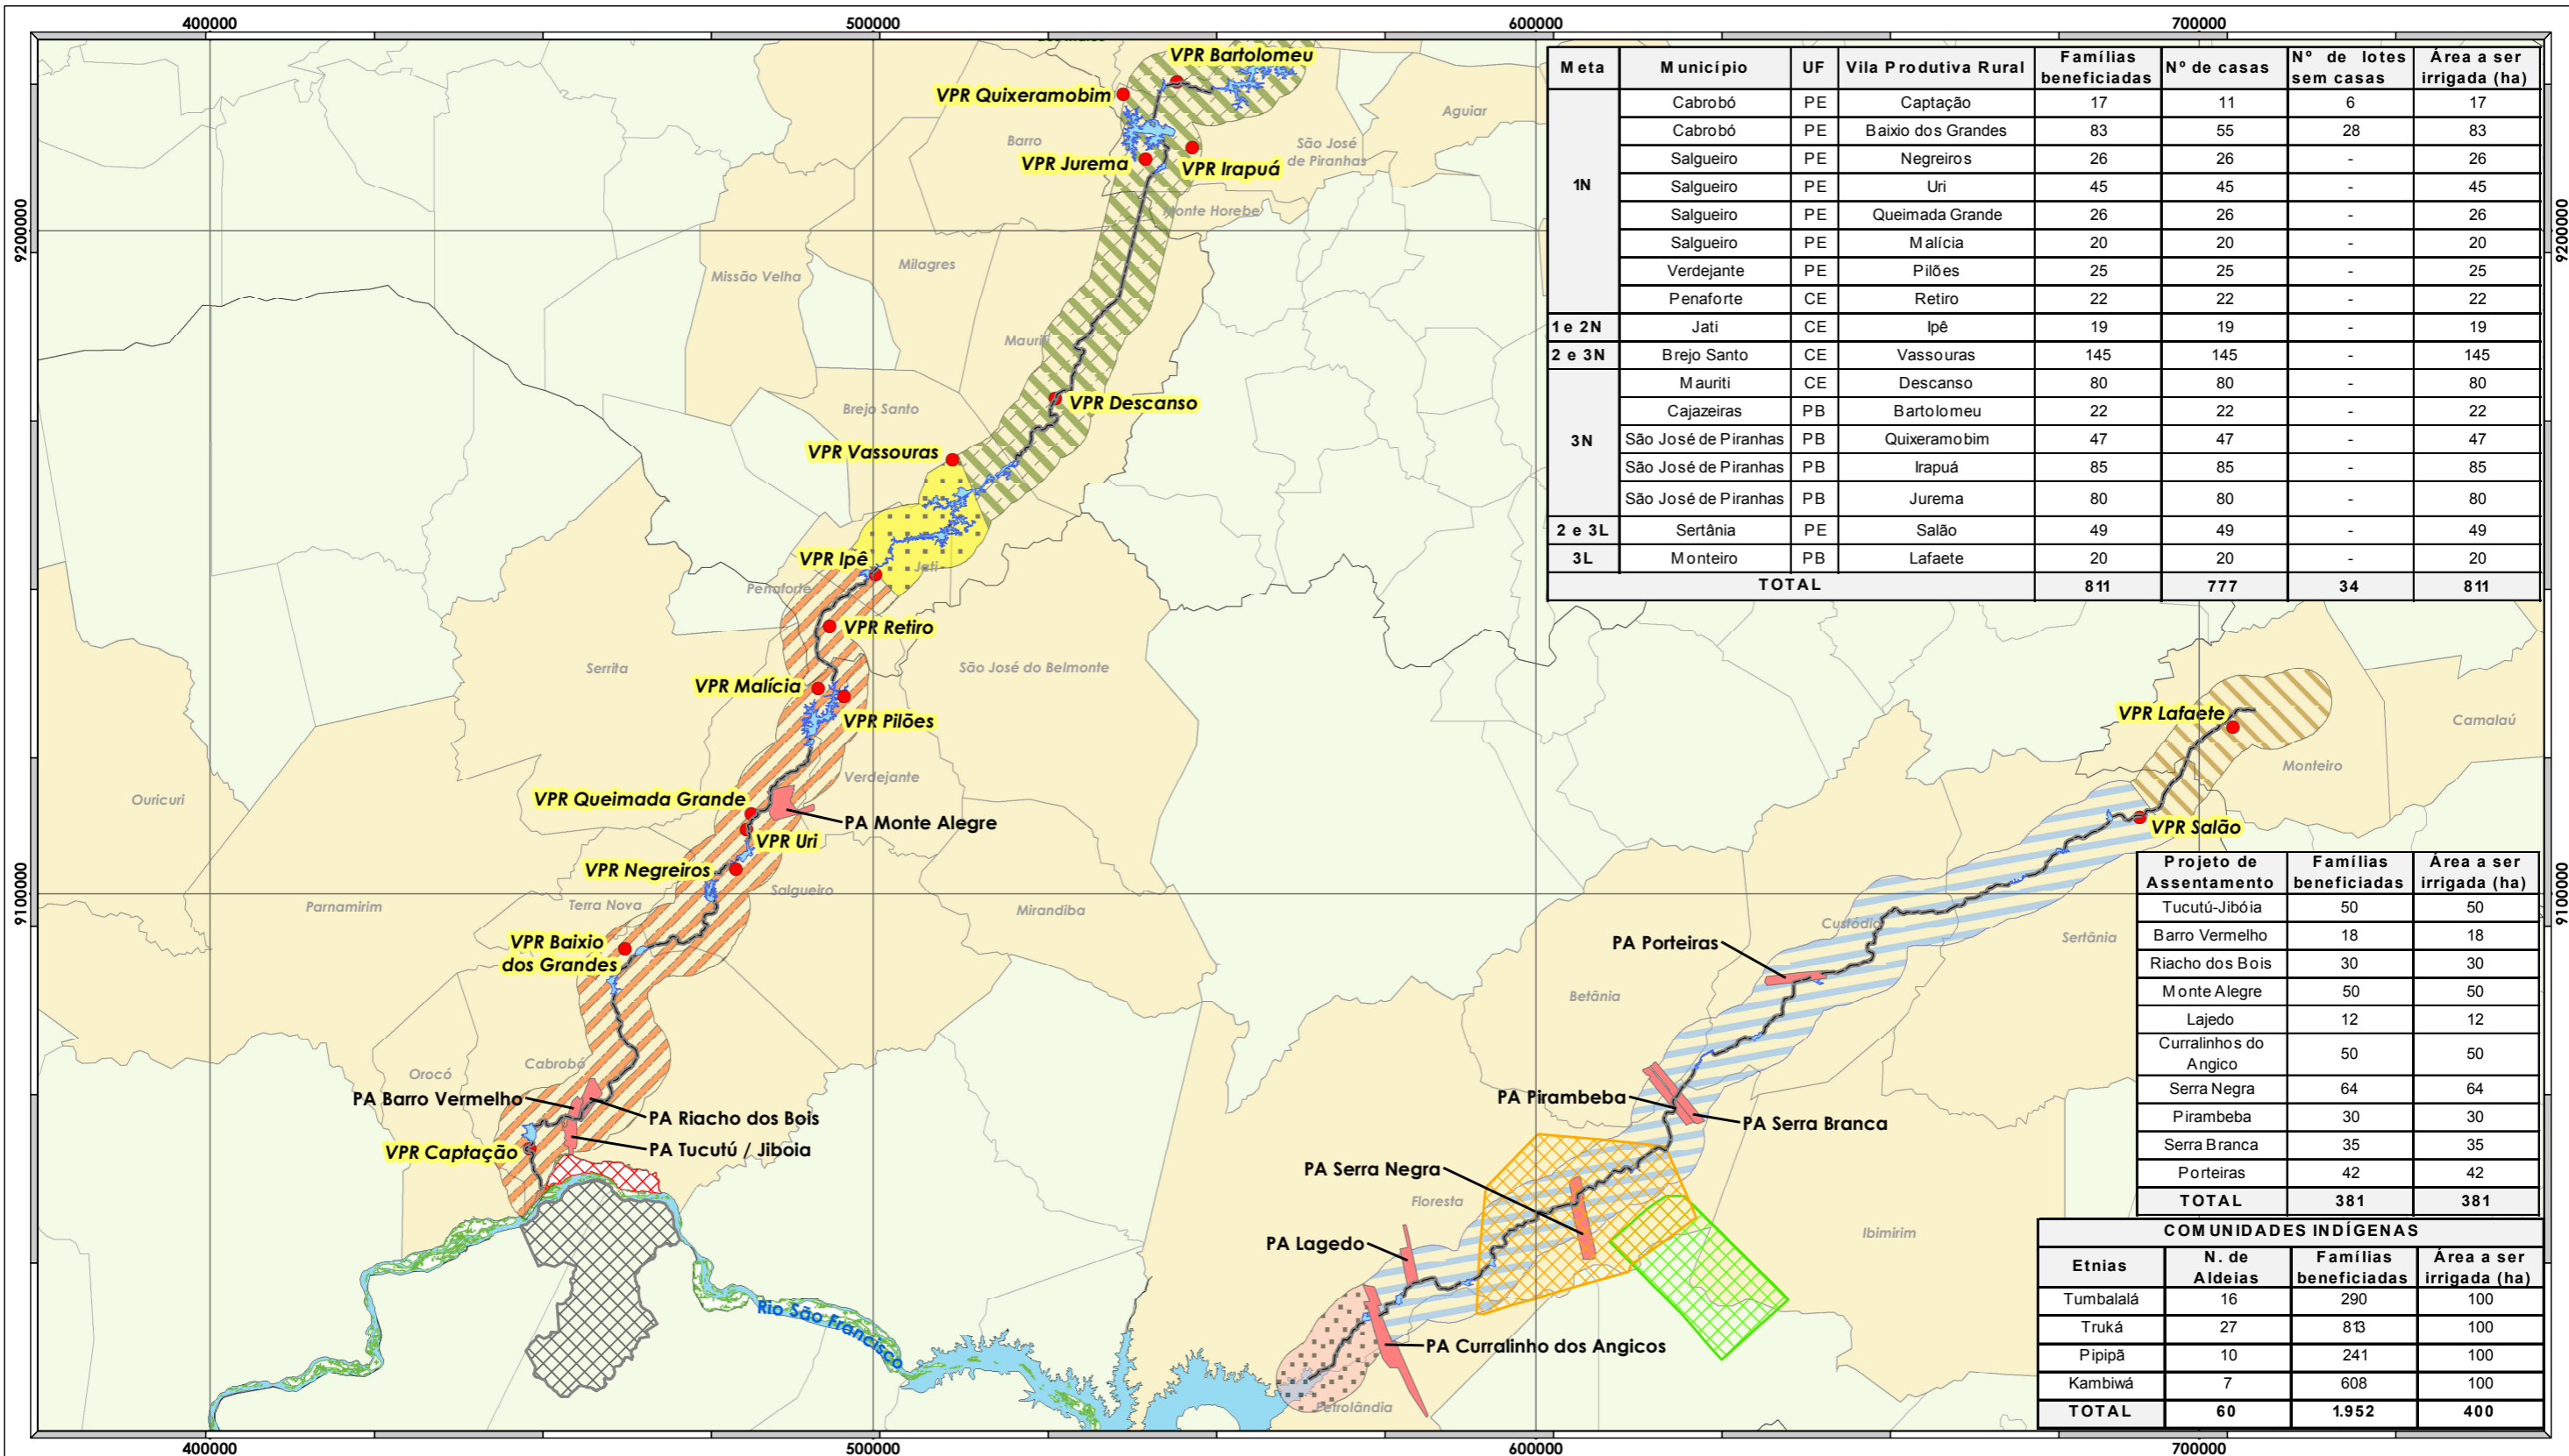 400000 500000 600000 700000
9200000 9200000
9100000 9100000
400000 500000 600000 700000
VPR Bartolomeu
VPR Quixeramobim
Aguiar
Barro
São José
de Piranhas
VPR Jurema
VPR Irapuá
Monte Horebe
Missão Velha
Milagres
Mauriti
Brejo Santo
VPR Descanso
VPR Vassouras
VPR Ipê
Jati
Penaforte
VPR Retiro
Serrita
São José do Belmonte
VPR Malícia
VPR Pilões
VPR Lafaete
Camalaú
Monteiro
Verdejante
Ouricuri
VPR Queimada Grande
PA Monte Alegre
VPR Uri
VPR Salão
VPR Negreiros
Salgueiro
Parnamirim
Terra Nova
Mirandiba
Custódia
Sertânia
VPR Baixio
dos Grandes
PA Porteiras
Betânia
Cabrobó
Orocó
PA Barro Vermelho
PA Riacho dos Bois
PA Tucutú / Jiboia
VPR Captação
PA Pirambeba
PA Serra Branca
PA Serra Negra
Floresta
Ibimirim
PA Lagedo
PA Curralinho dos Angicos
Petrolândia
Rio São Francisco
Meta Município UF Vila Produtiva Rural Famílias beneficiadas Nº de casas Nº de lotes sem casas Área a ser irrigada (ha)
1N
Cabrobó PE Captação 17 11 6 17
Cabrobó PE Baixio dos Grandes 83 55 28 83
Salgueiro PE Negreiros 26 26 - 26
Salgueiro PE Uri 45 45 - 45
Salgueiro PE Queimada Grande 26 26 - 26
Salgueiro PE Malícia 20 20 - 20
Verdejante PE Pilões 25 25 - 25
Penaforte CE Retiro 22 22 - 22
1 e 2N Jati CE Ipê 19 19 - 19
2 e 3N Brejo Santo CE Vassouras 145 145 - 145
3N
Mauriti CE Descanso 80 80 - 80
Cajazeiras PB Bartolomeu 22 22 - 22
São José de Piranhas PB Quixeramobim 47 47 - 47
São José de Piranhas PB Irapuá 85 85 - 85
São José de Piranhas PB Jurema 80 80 - 80
2 e 3L Sertânia PE Salão 49 49 - 49
3L Monteiro PB Lafaete 20 20 - 20
TOTAL 811 777 34 811
Projeto de Assentamento Famílias beneficiadas Área a ser irrigada (ha)
Tucutú-Jibóia 50 50
Barro Vermelho 18 18
Riacho dos Bois 30 30
Monte Alegre 50 50
Lajedo 12 12
Curralinhos do Angico 50 50
Serra Negra 64 64
Pirambeba 30 30
Serra Branca 35 35
Porteiras 42 42
TOTAL 381 381
COMUNIDADES INDÍGENAS
Etnias N. de Aldeias Famílias beneficiadas Área a ser irrigada (ha)
Tumbalalá 16 290 100
Truká 27 813 100
Pipipã 10 241 100
Kambiwá 7 608 100
TOTAL 60 1.952 400